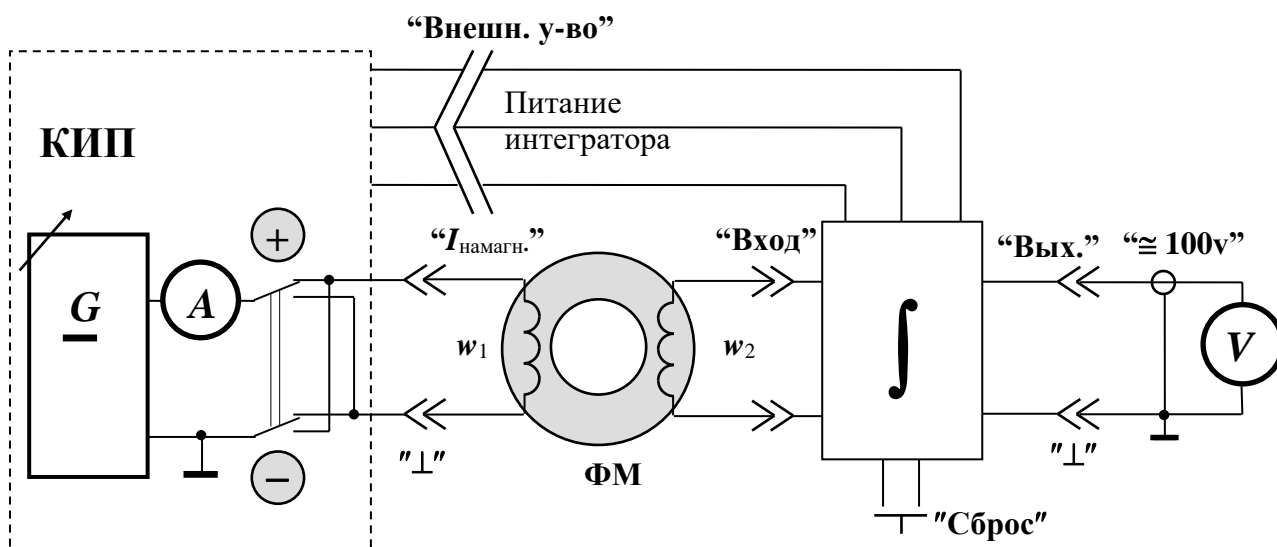 “Внешн. у-во”
Питание
интегратора
КИП
+
“Iнамагн.”
“Вход”
“Вых.”
“≅ 100v”
G
A
w1
w2
∫
V
"⊥"
"⊥"
ФМ
−
"Сброс"